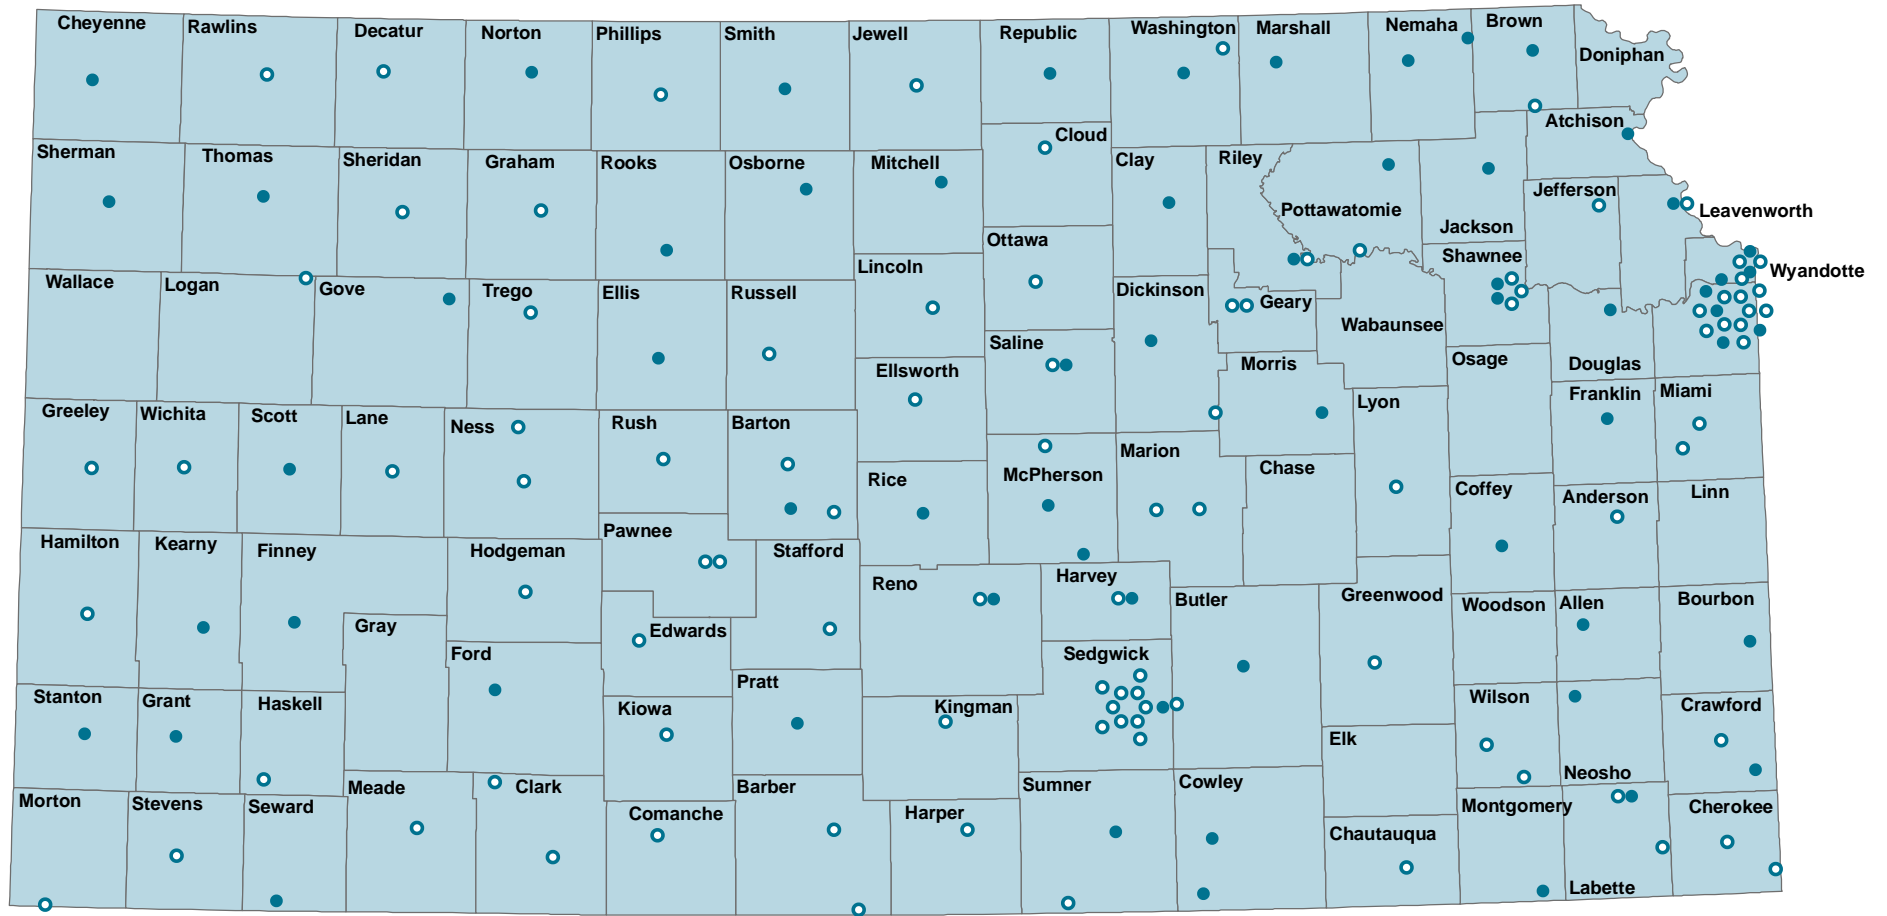 Cheyenne
Rawlins
Decatur
Norton
Phillips
Smith
Jewell
Republic
Washington
Marshall
Nemaha
Brown
Doniphan
Sherman
Thomas
Sheridan
Graham
Rooks
Osborne
Mitchell
Cloud
Clay
Riley
Pottawatomie
Jackson
Atchison
Jefferson
Leavenworth
Wallace
Logan
Gove
Trego
Ellis
Russell
Lincoln
Ottawa
Dickinson
Geary
Wabaunsee
Shawnee
Wyandotte
Saline
Ellsworth
Morris
Osage
Douglas
Greeley
Wichita
Scott
Lane
Ness
Rush
Barton
Rice
McPherson
Marion
Chase
Lyon
Coffey
Franklin
Miami
Anderson
Linn
Hamilton
Kearny
Finney
Hodgeman
Pawnee
Stafford
Reno
Harvey
Butler
Greenwood
Woodson
Allen
Bourbon
Gray
Ford
Edwards
Sedgwick
Stanton
Grant
Haskell
Kiowa
Pratt
Kingman
Elk
Wilson
Neosho
Crawford
Morton
Stevens
Seward
Meade
Clark
Comanche
Barber
Harper
Sumner
Cowley
Chautauqua
Montgomery
Labette
Cherokee